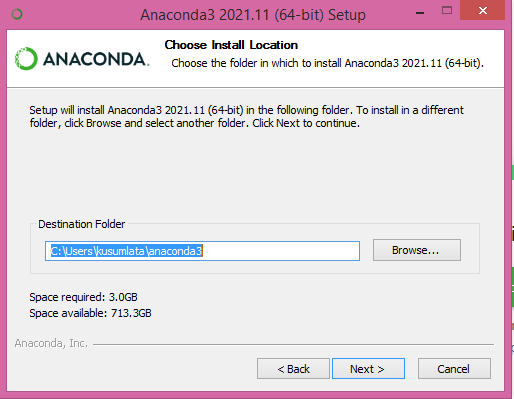 Anaconda3 2021.11 (64-bit) Setup
ANACONDA.
Choose Install Location
Choose the folder in which to install Anaconda3 2021.11 (64-bit).
Setup will install Anaconda3 2021.11 (64-bit) in the following folder. To install in a different
folder, click Browse and select another folder. Click Next to continue.
Destination Folder
C:\Users\kusumlata\anaconda3
Browse...
Space required: 3.0GB
Space available: 713.3GB
Anaconda, Inc.
< Back
Next >
Cancel